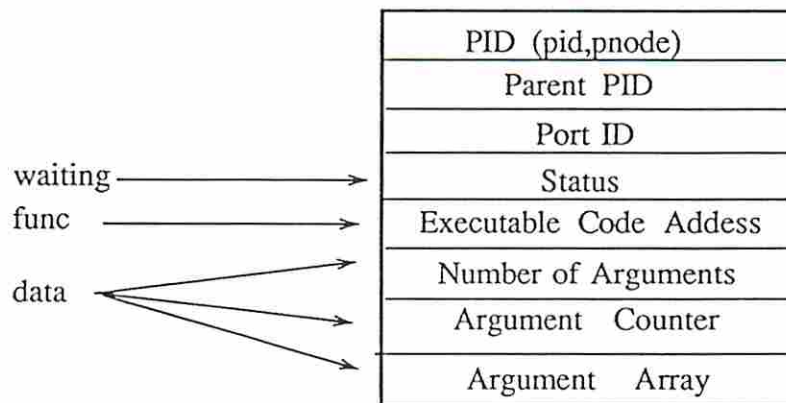 PID (pid,pnode)
Parent PID
Port ID
waiting
Status
func
Executable Code Addess
data
Number of Arguments
Argument Counter
Argument Array